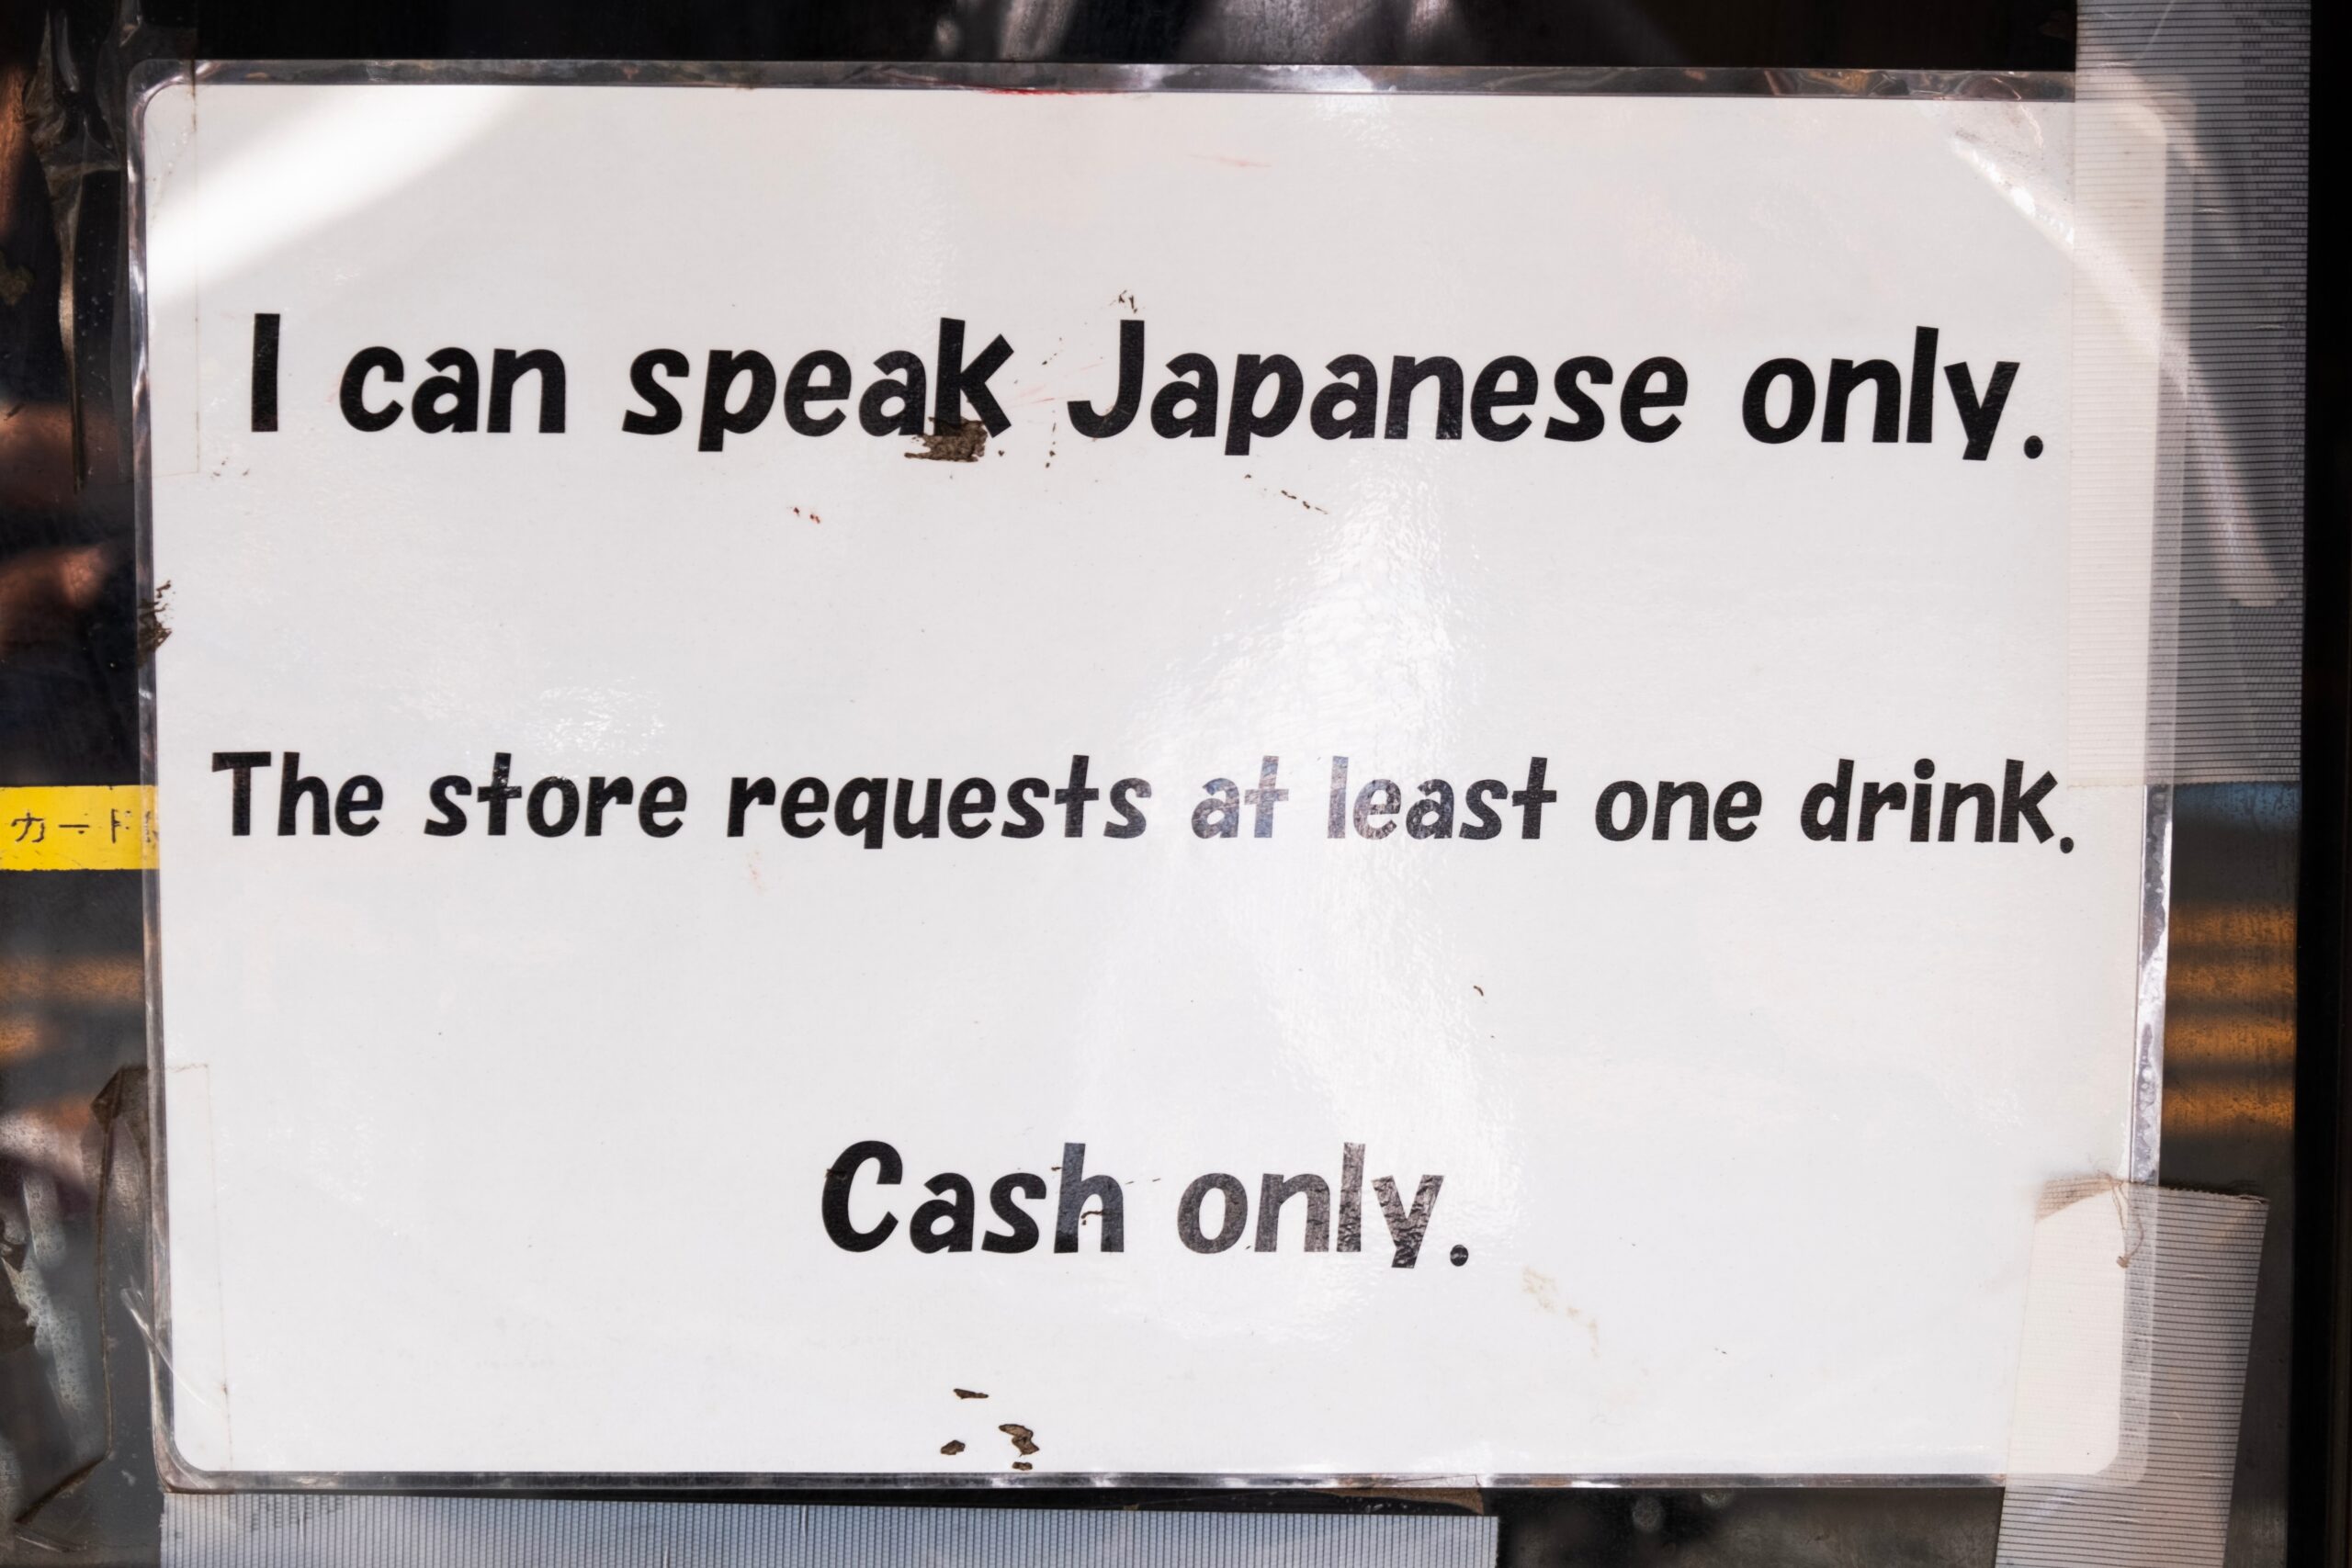 I can speak Japanese only.
The store requests at least one drink.
カード
Cash only.